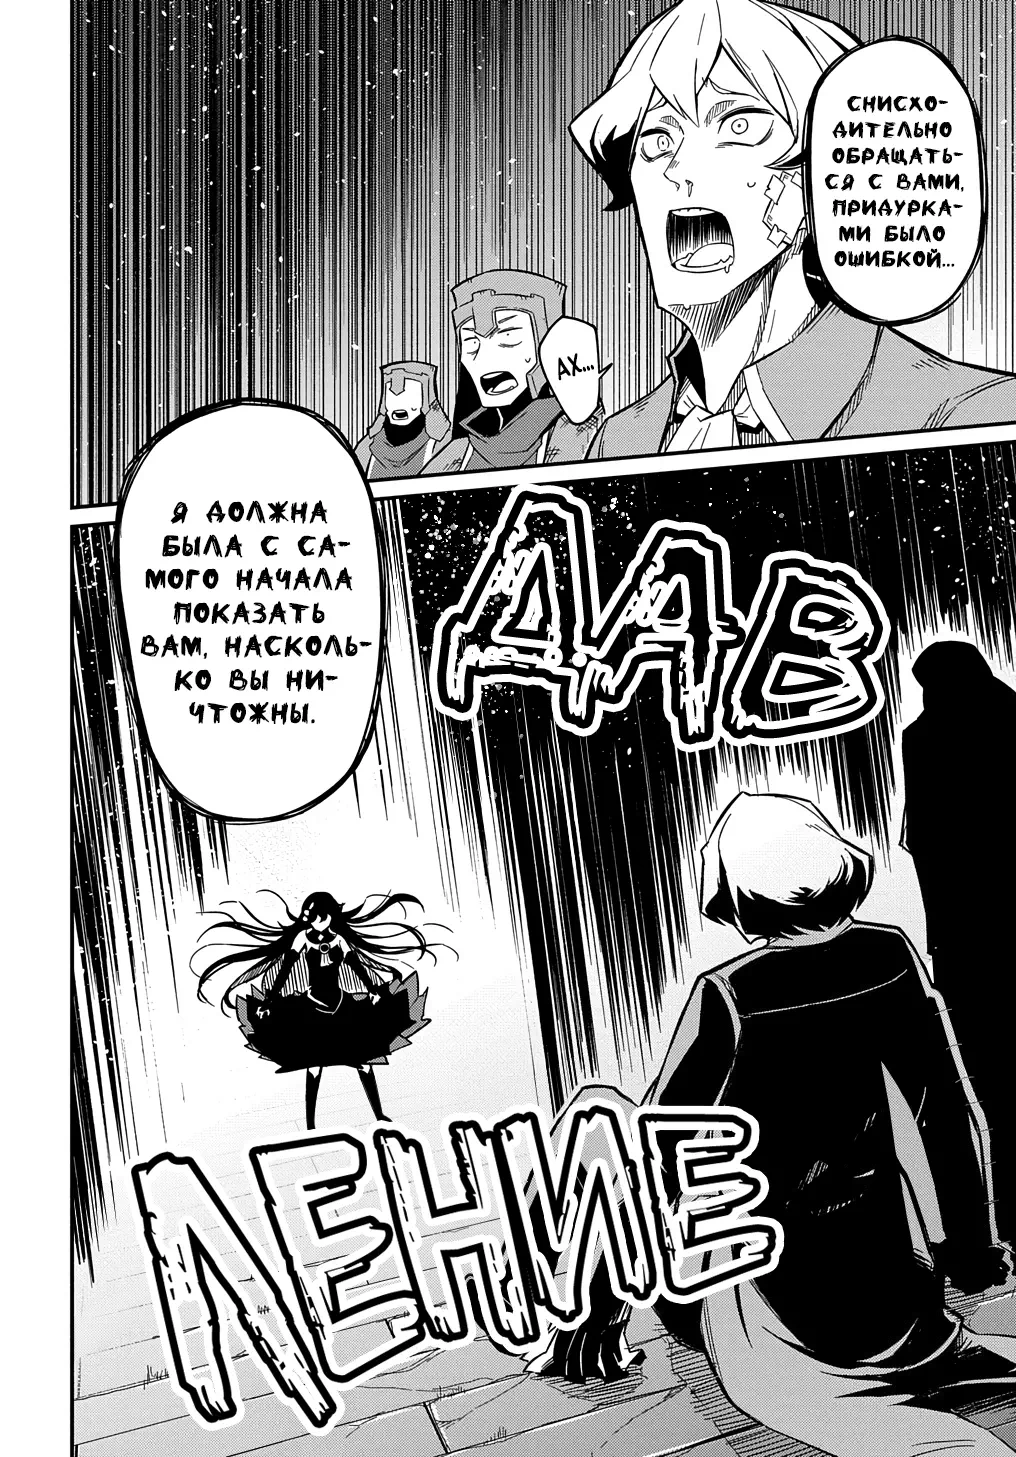 СНИСХО-
ДИТЕЛЬНО
ОБРАЩАТЬ-
СЯ С ВАМИ,
ПРИДУРКА-
МИ БЫЛО
ОШИБКОЙ...
АХ...
Я ДОЛЖНА
БЫЛА С СА-
МОГО НАЧАЛА
ПОКАЗАТЬ
ВАМ, НАСКОЛЬ-
КО ВЫ НИ-
ЧТОЖНЫ.
ДАВ
ЛЕНИЕ